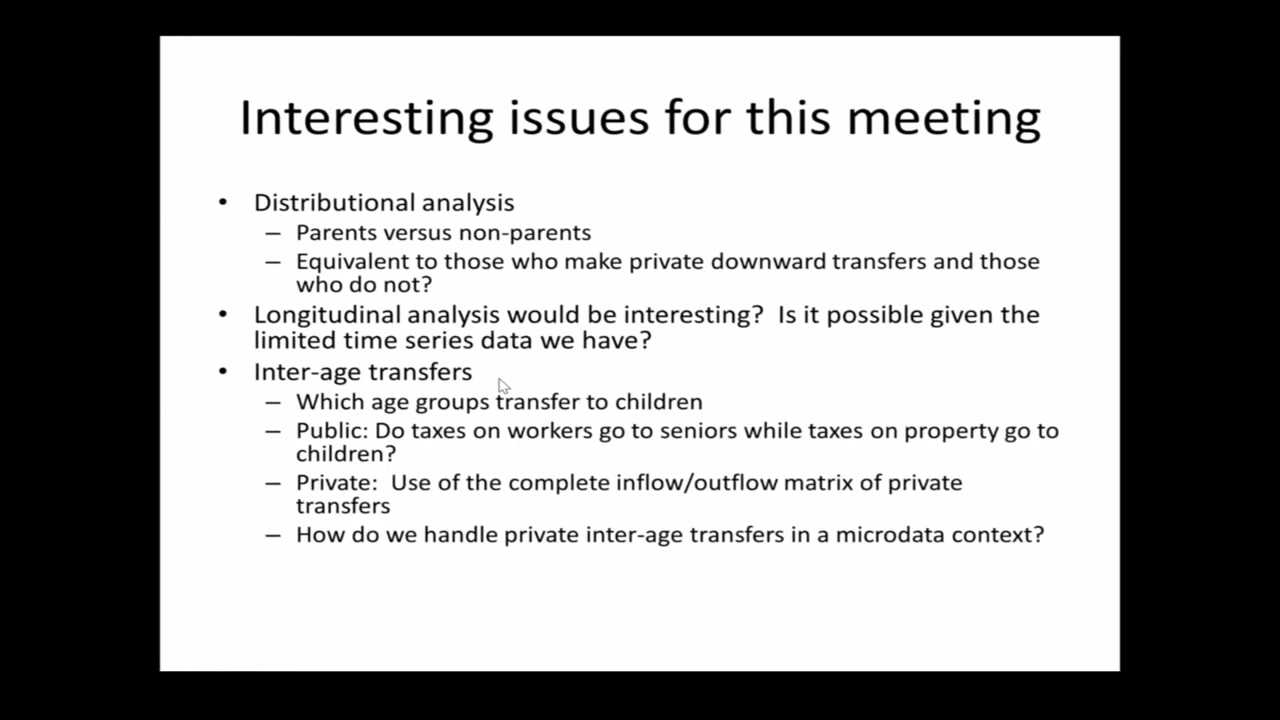 Interesting issues for this meeting
• Distributional analysis
– Parents versus non-parents
– Equivalent to those who make private downward transfers and those
who do not?
• Longitudinal analysis would be interesting?  Is it possible given the
limited time series data we have?
• Inter-age transfers
– Which age groups transfer to children
– Public: Do taxes on workers go to seniors while taxes on property go to
children?
– Private:  Use of the complete inflow/outflow matrix of private
transfers
– How do we handle private inter-age transfers in a microdata context?